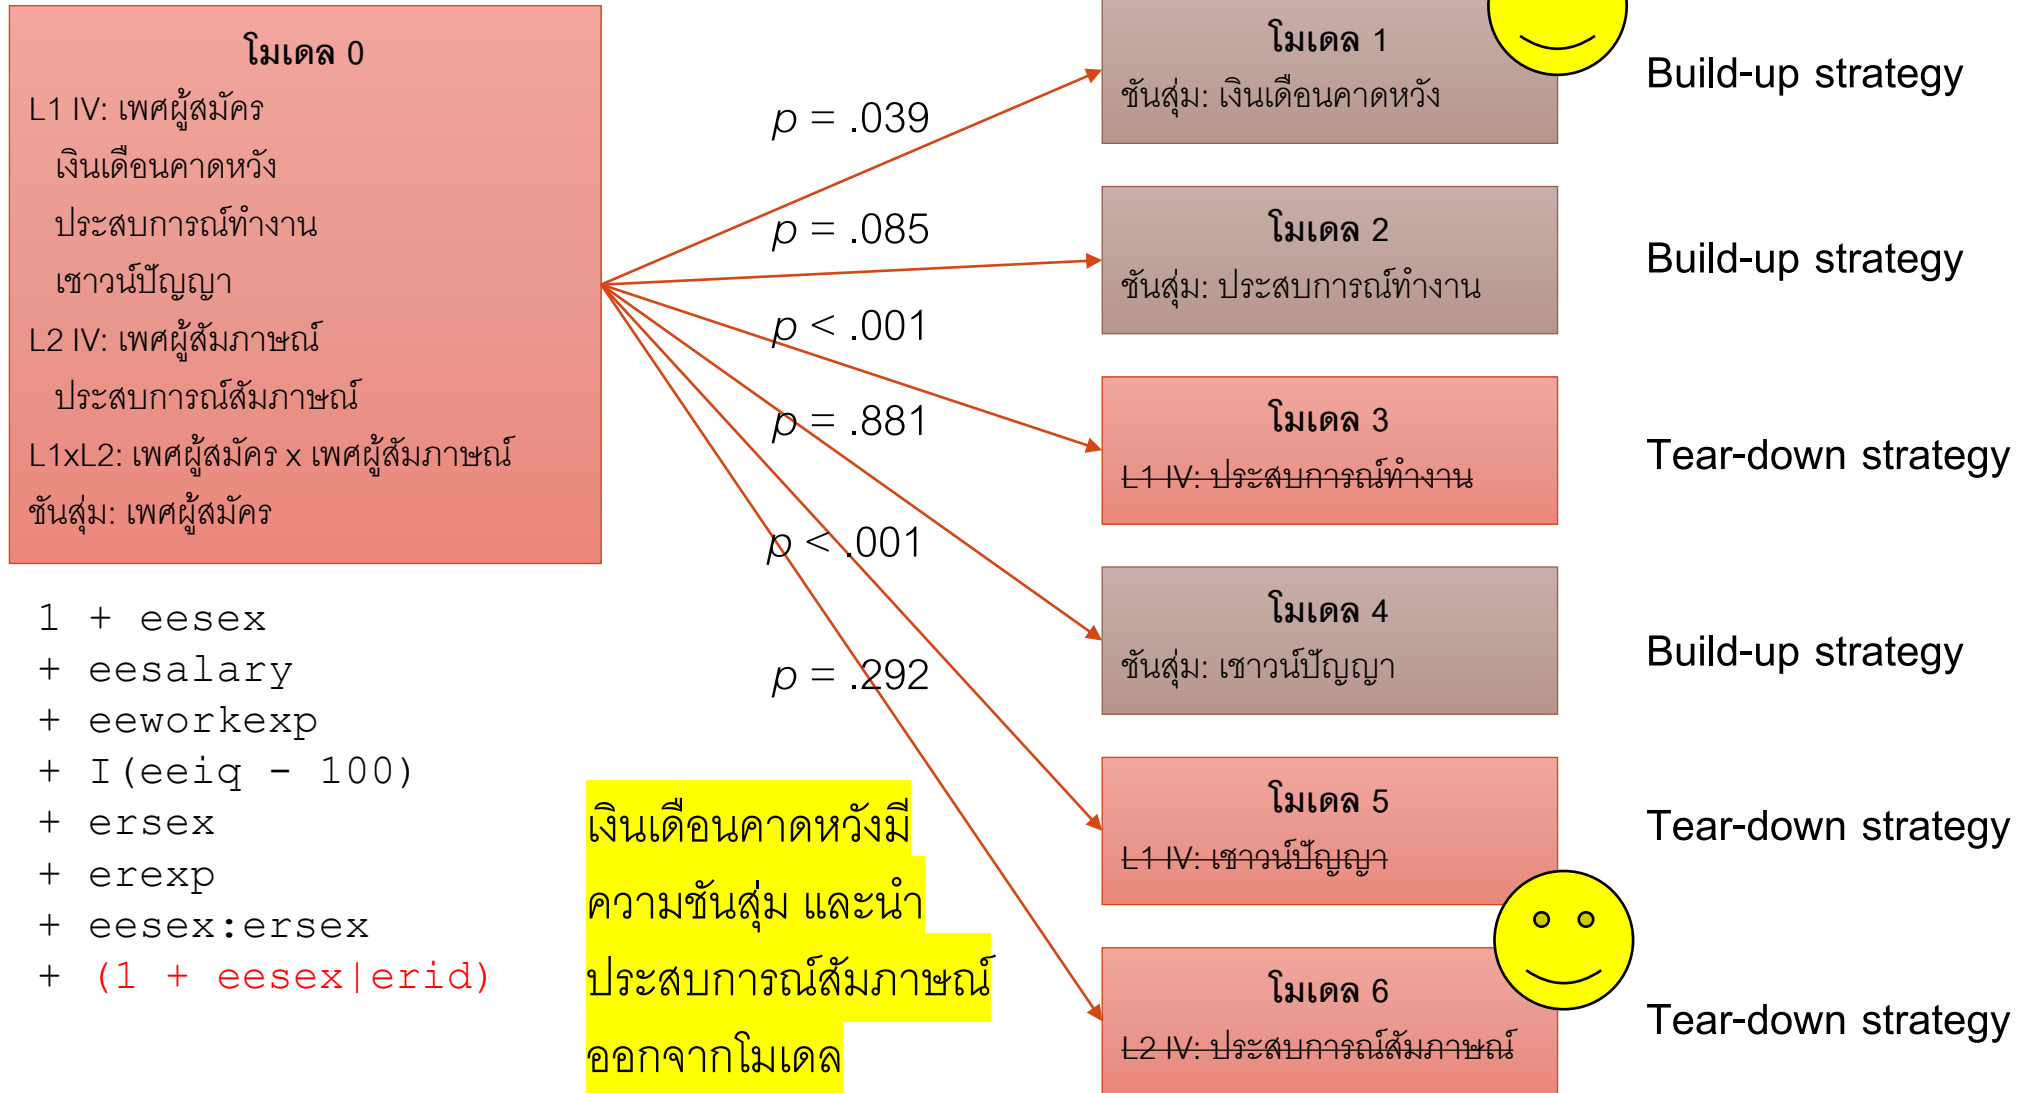 โมเดล 0
L1 IV: เพศผู้สมัคร
เงินเดือนคาดหวัง
ประสบการณ์ทำงาน
เชาวน์ปัญญา
L2 IV: เพศผู้สัมภาษณ์
ประสบการณ์สัมภาษณ์
L1xL2: เพศผู้สมัคร x เพศผู้สัมภาษณ์
ชันสุ่ม: เพศผู้สมัคร
1 + eesex
+ eesalary
+ eeworkexp
+ I(eeiq - 100)
+ ersex
+ erexp
+ eesex:ersex
+ (1 + eesex|erid)
p = .039
p = .085
p < .001
p = .881
p < .001
p = .292
เงินเดือนคาดหวังมี
ความชันสุ่ม และนำ
ประสบการณ์สัมภาษณ์
ออกจากโมเดล
โมเดล 1
ชันสุ่ม: เงินเดือนคาดหวัง
Build-up strategy
โมเดล 2
ชันสุ่ม: ประสบการณ์ทำงาน
Build-up strategy
โมเดล 3
L1 IV: ประสบการณ์ทำงาน
Tear-down strategy
โมเดล 4
ชันสุ่ม: เชาวน์ปัญญา
Build-up strategy
โมเดล 5
L1 IV: เชาวน์ปัญญา
Tear-down strategy
โมเดล 6
L2 IV: ประสบการณ์สัมภาษณ์
Tear-down strategy